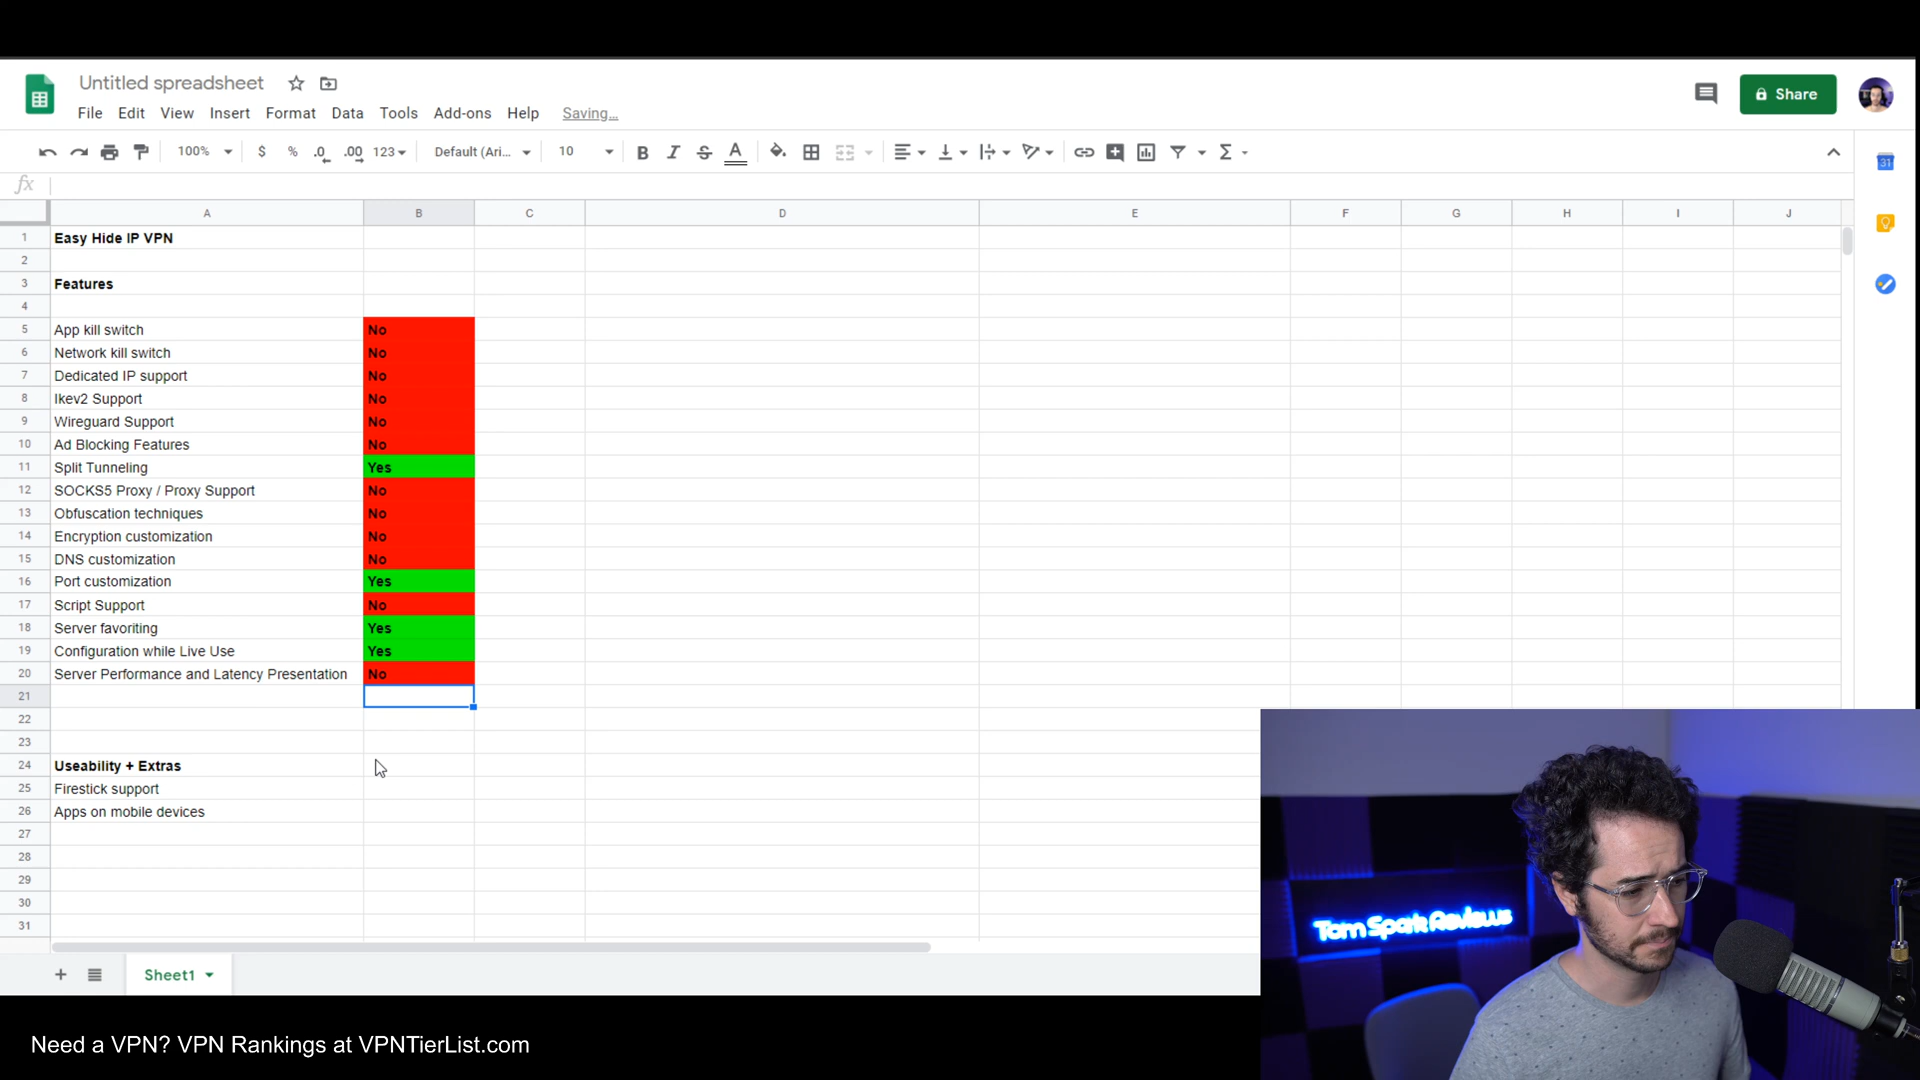 Untitled spreadsheet
File Edit View Insert Format Data Tools Add-ons Help Saving...
Share
100% $ % .0 .00 123 Default (Ari... 10 B I S A Σ
31
fx
A B C D E F G H I J
1 Easy Hide IP VPN
2
3 Features
4
5 App kill switch No
6 Network kill switch No
7 Dedicated IP support No
8 Ikev2 Support No
9 Wireguard Support No
10 Ad Blocking Features No
11 Split Tunneling Yes
12 SOCKS5 Proxy / Proxy Support No
13 Obfuscation techniques No
14 Encryption customization No
15 DNS customization No
16 Port customization Yes
17 Script Support No
18 Server favoriting Yes
19 Configuration while Live Use Yes
20 Server Performance and Latency Presentation No
21
22
23
24 Useability + Extras
25 Firestick support
26 Apps on mobile devices
27
28
29
30
31
Sheet1
Tom Spark Reviews
Need a VPN? VPN Rankings at VPNTierList.com